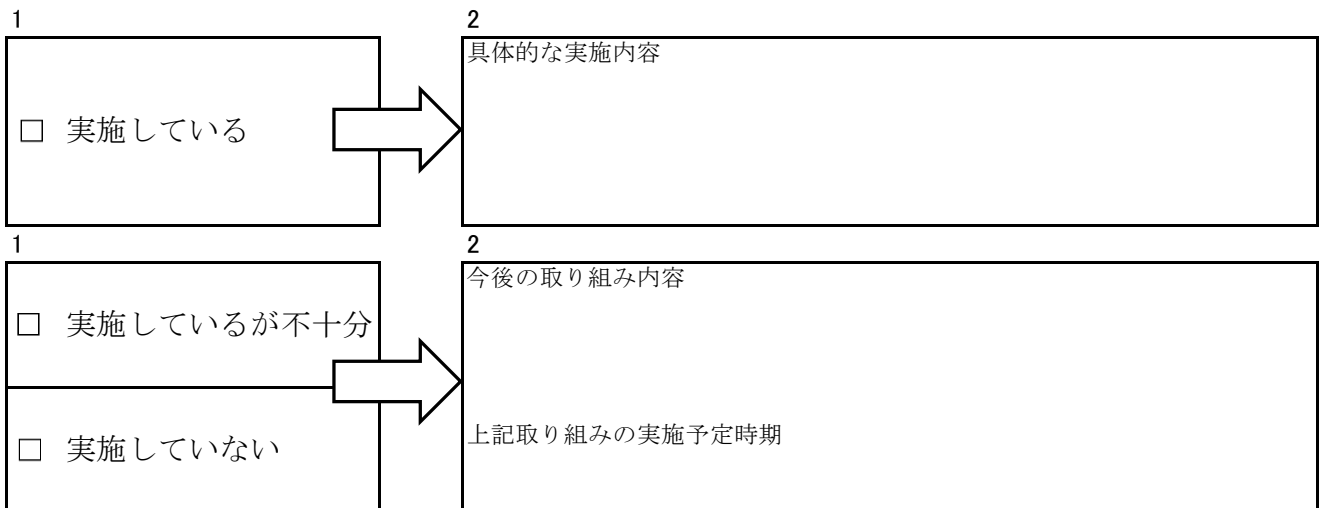 1 2
□ 実施している
具体的な実施内容
1 2
□ 実施しているが不十分
□ 実施していない
今後の取り組み内容
上記取り組みの実施予定時期